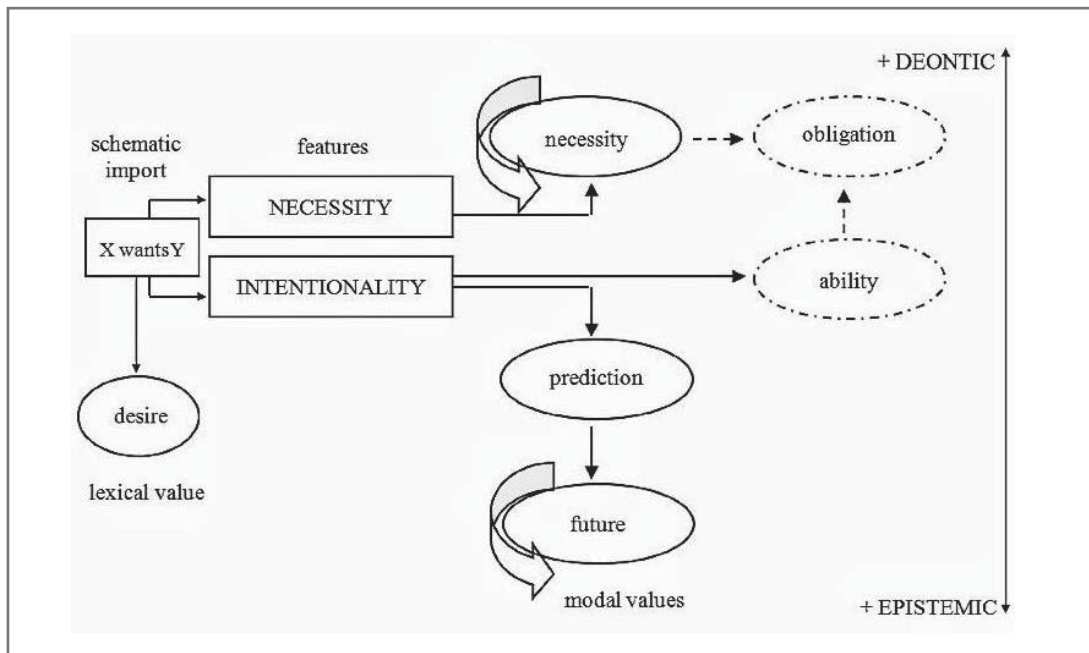 + DEONTIC
schematic
import
features
necessity
obligation
NECESSITY
X wantsY
INTENTIONALITY
ability
prediction
desire
lexical value
future
modal values
+ EPISTEMIC